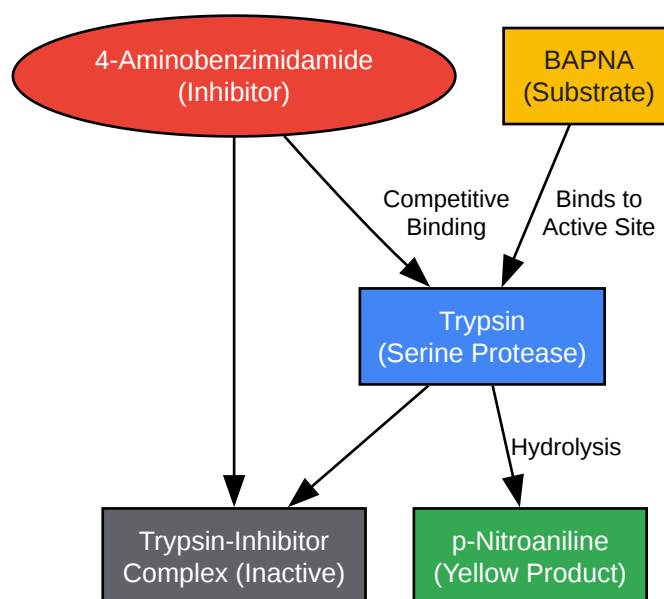 4-Aminobenzimidamide
(Inhibitor)
BAPNA
(Substrate)
Competitive
Binding
Binds to
Active Site
Trypsin
(Serine Protease)
Hydrolysis
Trypsin-Inhibitor
Complex (Inactive)
p-Nitroaniline
(Yellow Product)